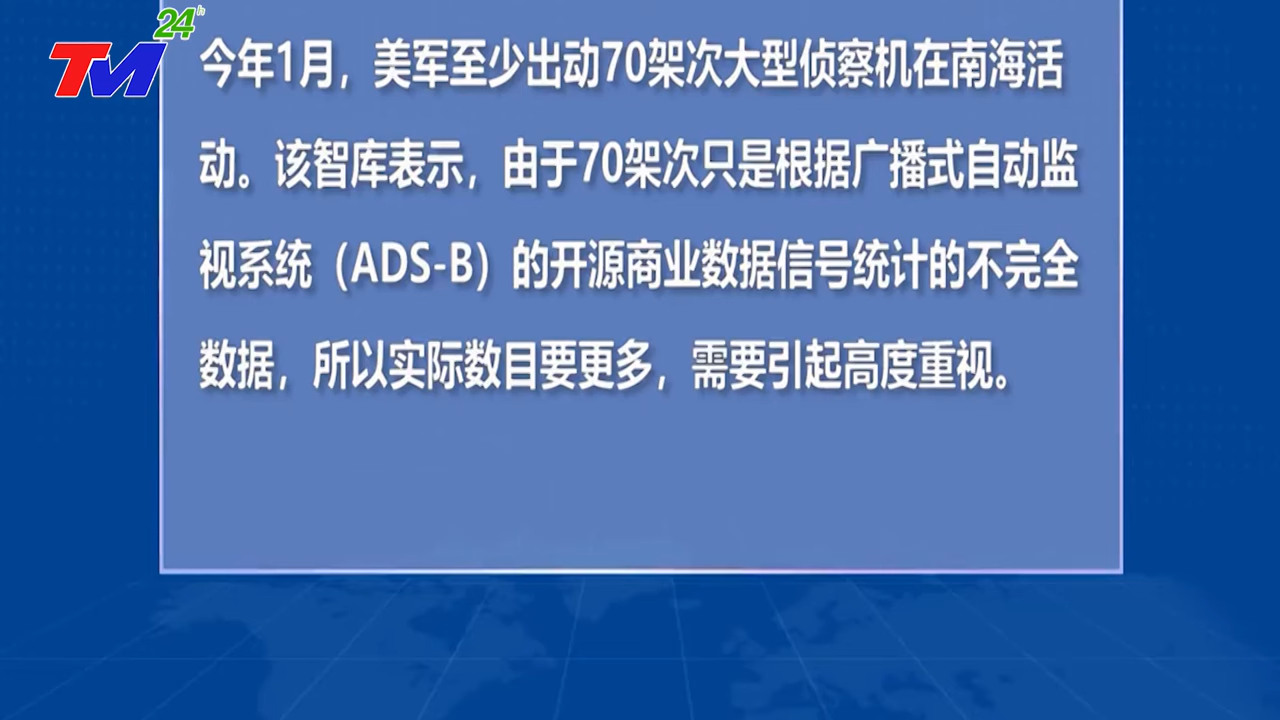 TM24h
今年1月，美军至少出动70架次大型侦察机在南海活
动。该智库表示，由于70架次只是根据广播式自动监
视系统（ADS-B）的开源商业数据信号统计的不完全
数据，所以实际数目要更多，需要引起高度重视。